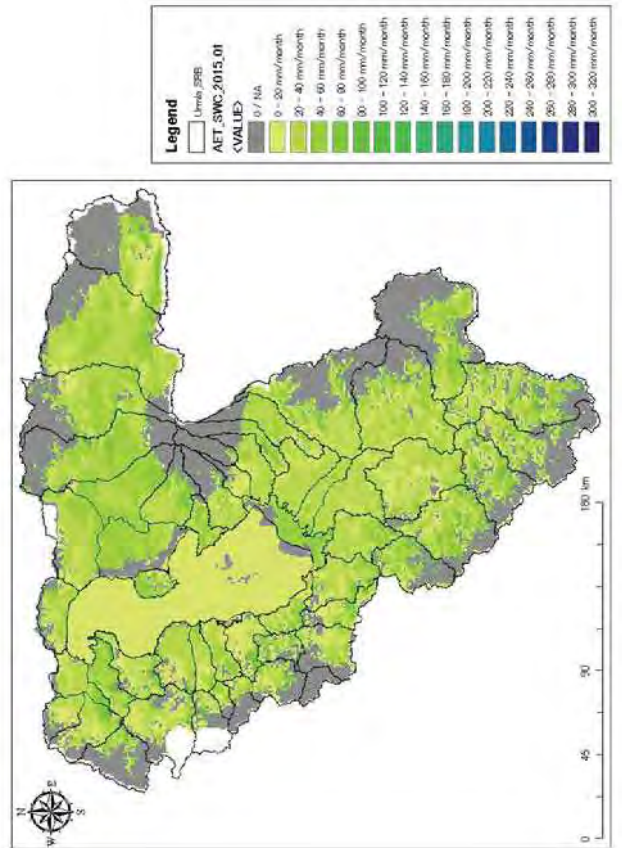 Legend
Urmia_SRB
AET_SWC_2015_01
<VALUE>
0 / NA
0 - 20 mm/month
20 - 40 mm/month
40 - 60 mm/month
60 - 80 mm/month
80 - 100 mm/month
100 - 120 mm/month
120 - 140 mm/month
140 - 160 mm/month
160 - 180 mm/month
180 - 200 mm/month
200 - 220 mm/month
220 - 240 mm/month
240 - 260 mm/month
260 - 280 mm/month
280 - 300 mm/month
300 - 320 mm/month
N
W E
S
0 45 90 180 km